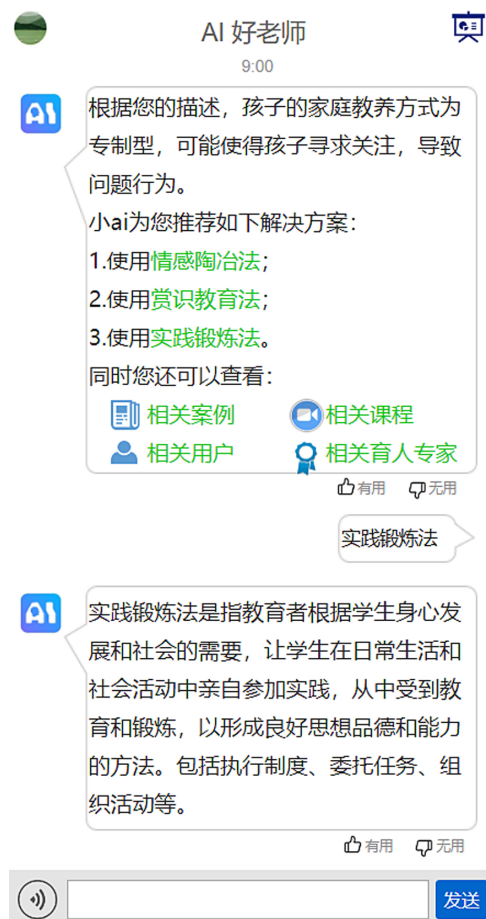 AI 好老师
9:00
AI
根据您的描述，孩子的家庭教养方式为
专制型，可能使得孩子寻求关注，导致
问题行为。
小ai为您推荐如下解决方案：
1.使用情感陶冶法；
2.使用赏识教育法；
3.使用实践锻炼法。
同时您还可以查看：
相关案例 相关课程
相关用户 相关育人专家
有用 无用
实践锻炼法
AI
实践锻炼法是指教育者根据学生身心发
展和社会的需要，让学生在日常生活和
社会活动中亲自参加实践，从中受到教
育和锻炼，以形成良好思想品德和能力
的方法。包括执行制度、委托任务、组
织活动等。
有用 无用
发送